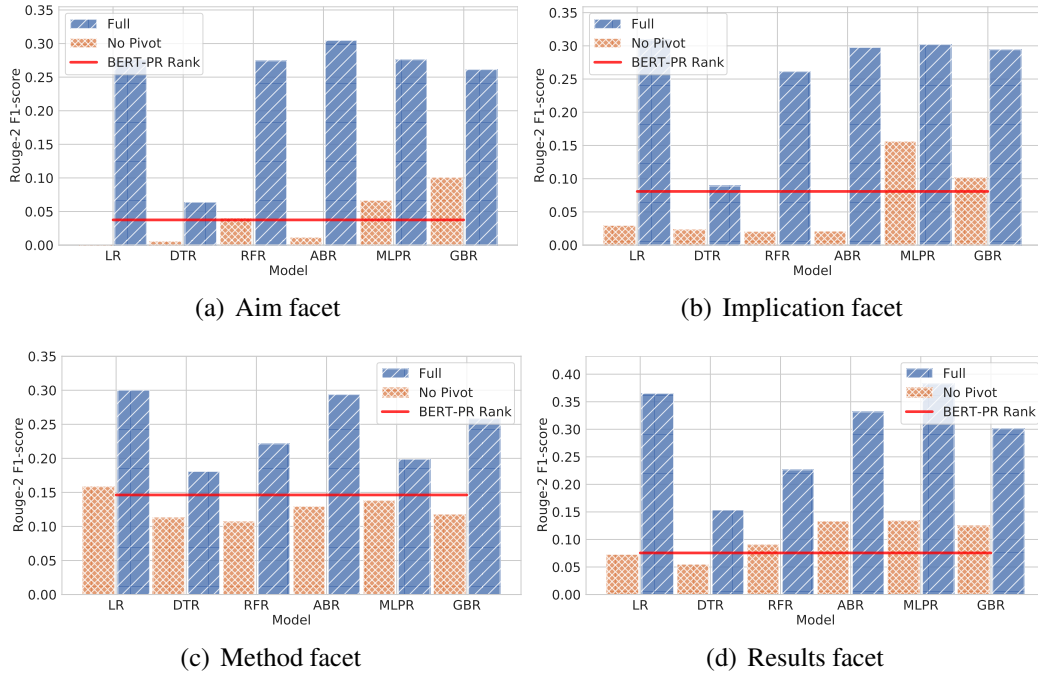 0.35
0.30
0.25
0.20
0.15
0.10
0.05
0.00
Rouge-2 F1-score
Full
No Pivot
BERT-PR Rank
LR DTR RFR ABR MLPR GBR
Model
(a) Aim facet
0.35
0.30
0.25
0.20
0.15
0.10
0.05
0.00
Rouge-2 F1-score
Full
No Pivot
BERT-PR Rank
LR DTR RFR ABR MLPR GBR
Model
(b) Implication facet
0.35
0.30
0.25
0.20
0.15
0.10
0.05
0.00
Rouge-2 F1-score
Full
No Pivot
BERT-PR Rank
LR DTR RFR ABR MLPR GBR
Model
(c) Method facet
0.40
0.35
0.30
0.25
0.20
0.15
0.10
0.05
0.00
Rouge-2 F1-score
Full
No Pivot
BERT-PR Rank
LR DTR RFR ABR MLPR GBR
Model
(d) Results facet